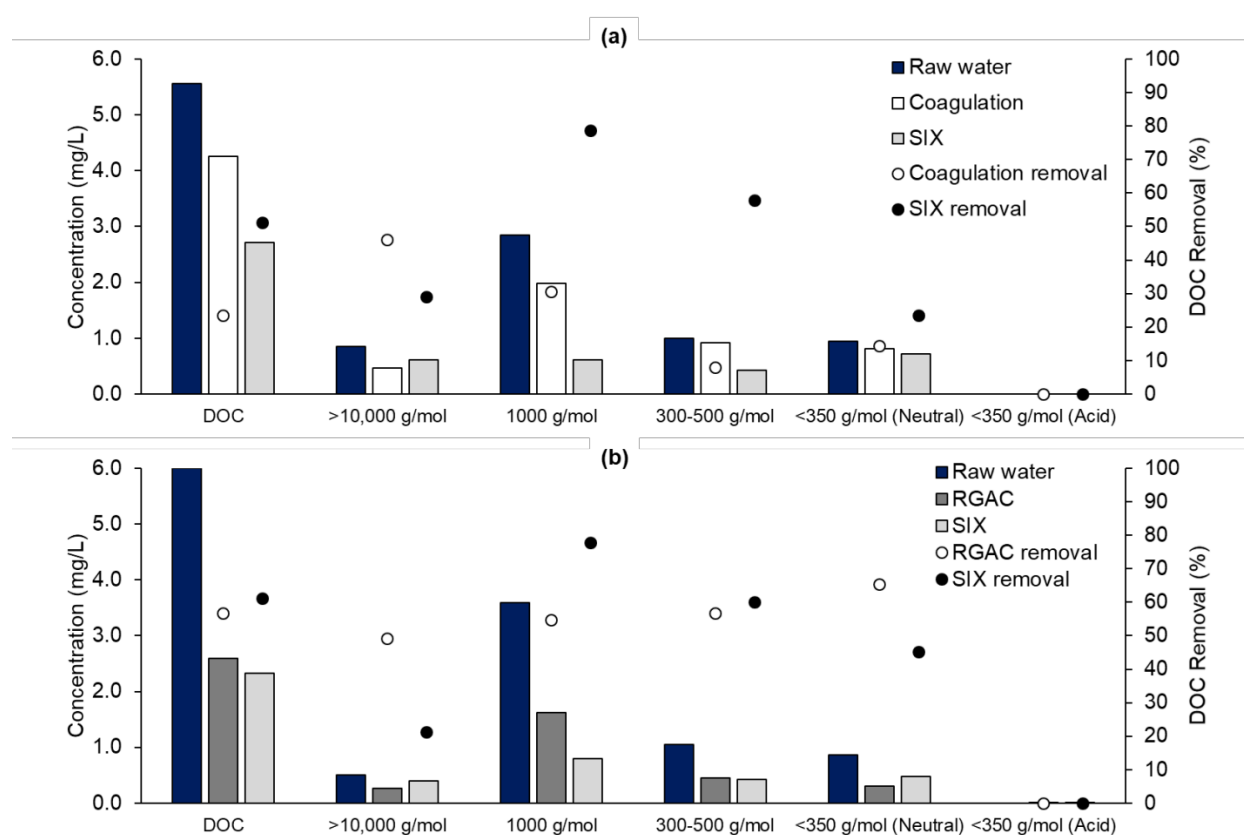 (a)
6.0
5.0
4.0
3.0
2.0
1.0
0.0
Concentration (mg/L)
100
90
80
70
60
50
40
30
20
10
0
DOC Removal (%)
Raw water
Coagulation
SIX
Coagulation removal
SIX removal
DOC >10,000 g/mol 1000 g/mol 300-500 g/mol <350 g/mol (Neutral) <350 g/mol (Acid)
(b)
6.0
5.0
4.0
3.0
2.0
1.0
0.0
Concentration (mg/L)
100
90
80
70
60
50
40
30
20
10
0
DOC Removal (%)
Raw water
RGAC
SIX
RGAC removal
SIX removal
DOC >10,000 g/mol 1000 g/mol 300-500 g/mol <350 g/mol (Neutral) <350 g/mol (Acid)